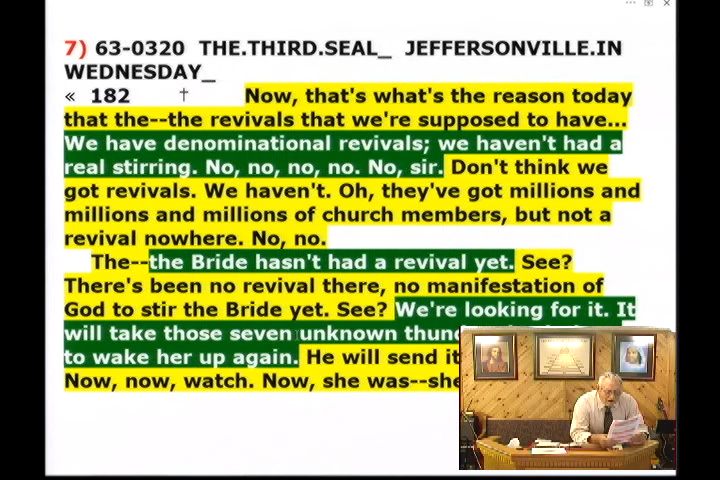 7) 63-0320 THE.THIRD.SEAL_ JEFFERSONVILLE.IN
WEDNESDAY_
« 182 † Now, that's what's the reason today
that the--the revivals that we're supposed to have...
We have denominational revivals; we haven't had a
real stirring. No, no, no, no. No, sir. Don't think we
got revivals. We haven't. Oh, they've got millions and
millions and millions of church members, but not a
revival nowhere. No, no.
The--the Bride hasn't had a revival yet. See?
There's been no revival there, no manifestation of
God to stir the Bride yet. See? We're looking for it. It
will take those seven unknown
to wake her up again. He will send it
Now, now, watch. Now, she was--she